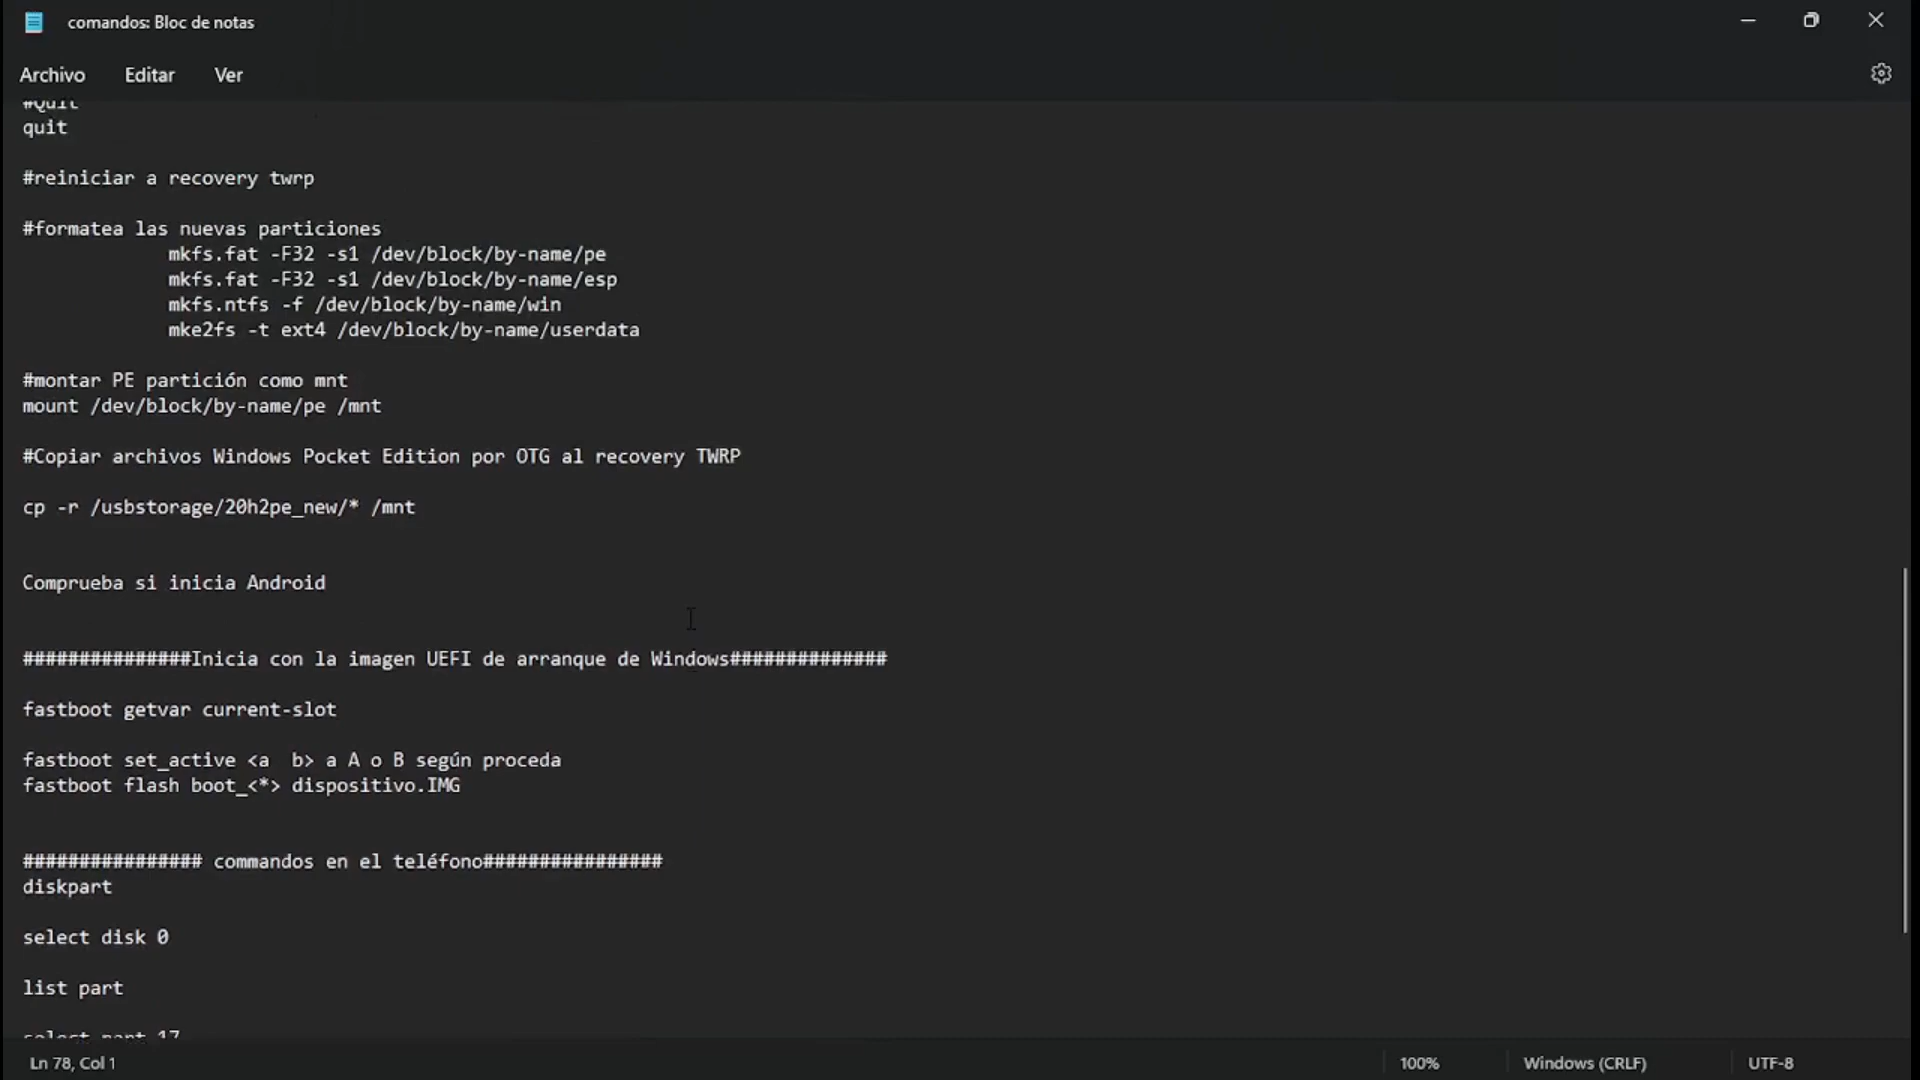 comandos: Bloc de notas
Archivo Editar Ver
#Quit
quit
#reiniciar a recovery twrp
#formatea las nuevas particiones
mkfs.fat -F32 -s1 /dev/block/by-name/pe
mkfs.fat -F32 -s1 /dev/block/by-name/esp
mkfs.ntfs -f /dev/block/by-name/win
mke2fs -t ext4 /dev/block/by-name/userdata
#montar PE partición como mnt
mount /dev/block/by-name/pe /mnt
#Copiar archivos Windows Pocket Edition por OTG al recovery TWRP
cp -r /usbstorage/20h2pe_new/* /mnt
Comprueba si inicia Android
###############Inicia con la imagen UEFI de arranque de Windows##############
fastboot getvar current-slot
fastboot set_active <a  b> a A o B según proceda
fastboot flash boot_<*> dispositivo.IMG
################ commandos en el teléfono################
diskpart
select disk 0
list part
select part 17
Ln 78, Col 1 100% Windows (CRLF) UTF-8